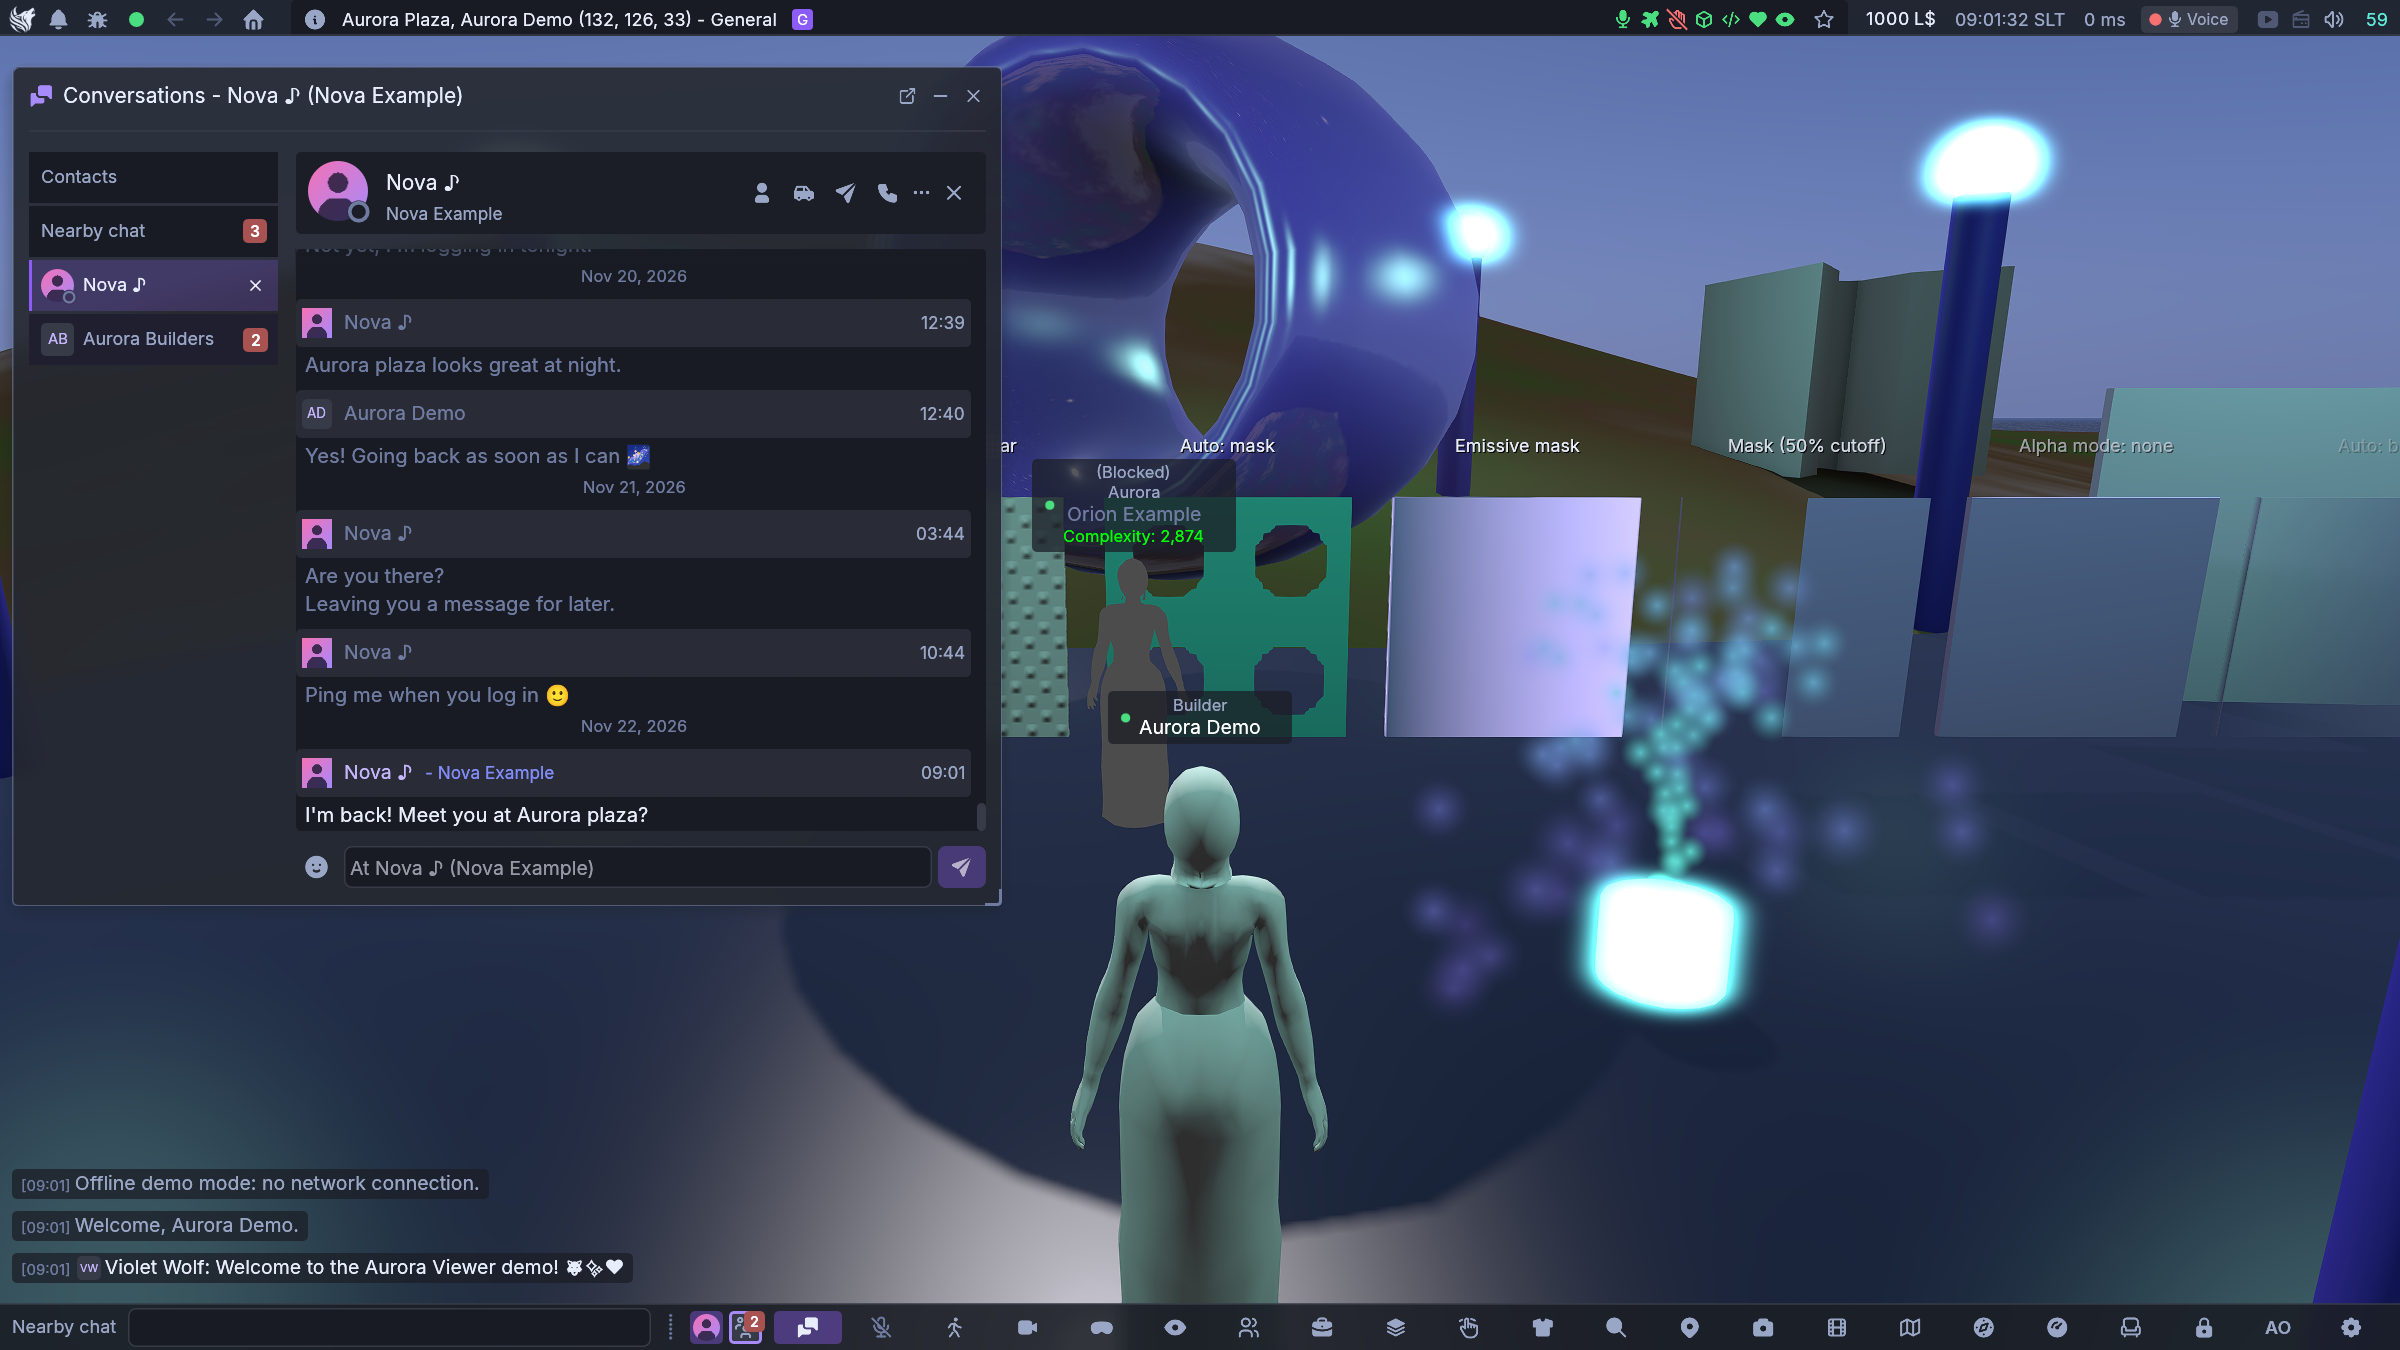 Aurora Plaza, Aurora Demo (132, 126, 33) - General G
1000 L$ 09:01:32 SLT 0 ms Voice 59
Conversations - Nova ♪ (Nova Example)
Contacts
Nearby chat 3
Nova ♪
AB Aurora Builders 2
Nova ♪
Nova Example
Not yet, I'm logging in tonight.
Nov 20, 2026
Nova ♪ 12:39
Aurora plaza looks great at night.
AD Aurora Demo 12:40
Yes! Going back as soon as I can 🌌
Nov 21, 2026
Nova ♪ 03:44
Are you there?
Leaving you a message for later.
Nova ♪ 10:44
Ping me when you log in 🙂
Nov 22, 2026
Nova ♪ - Nova Example 09:01
I'm back! Meet you at Aurora plaza?
At Nova ♪ (Nova Example)
ar Auto: mask Emissive mask Mask (50% cutoff) Alpha mode: none Auto: b
(Blocked)
Aurora
Orion Example
Complexity: 2,874
Builder
Aurora Demo
[09:01] Offline demo mode: no network connection.
[09:01] Welcome, Aurora Demo.
[09:01] VW Violet Wolf: Welcome to the Aurora Viewer demo! 🐺✨🖤
Nearby chat 2 AO